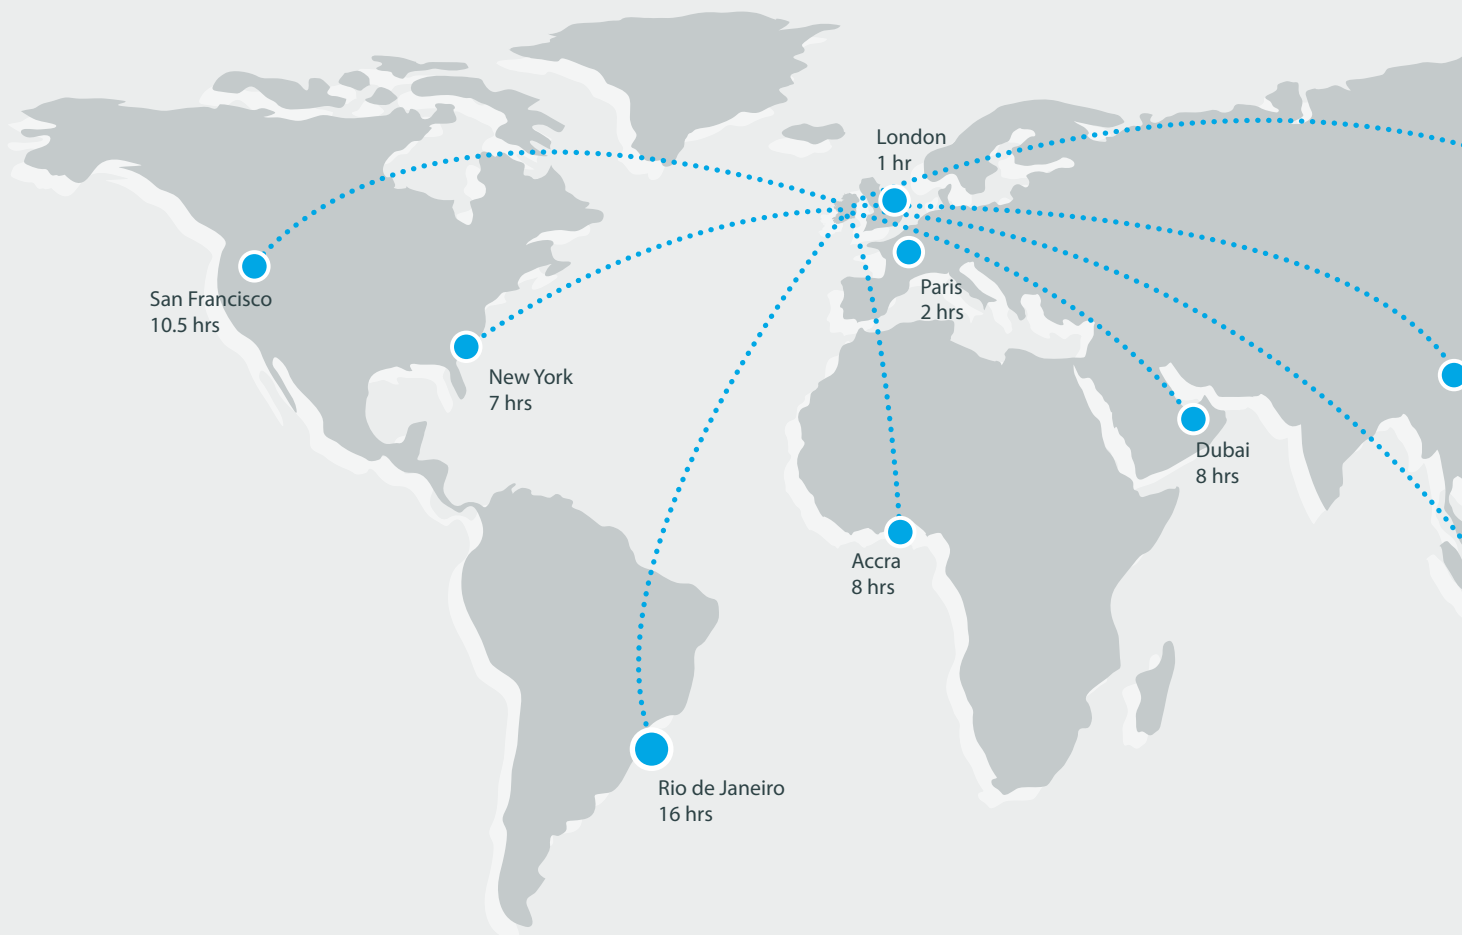 London
1 hr
San Francisco
10.5 hrs
Paris
2 hrs
New York
7 hrs
Dubai
8 hrs
Accra
8 hrs
Rio de Janeiro
16 hrs